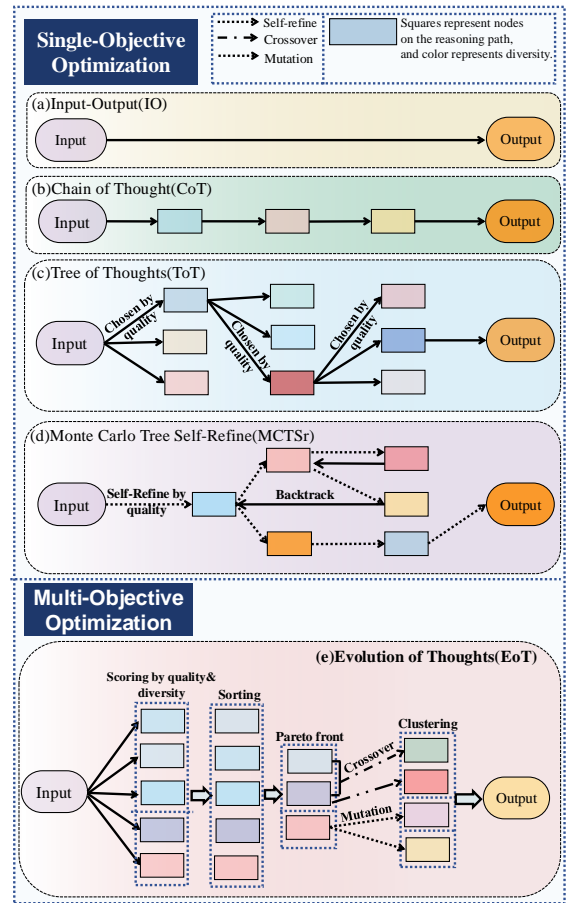 Single-Objective
Optimization
Self-refine
Crossover
Mutation
Squares represent nodes
on the reasoning path,
and color represents diversity.
(a)Input-Output(IO)
Input
Output
(b)Chain of Thought(CoT)
Input
Output
(c)Tree of Thoughts(ToT)
Input
Chosen by
quality
Chosen by
quality
Chosen by
quality
Output
(d)Monte Carlo Tree Self-Refine(MCTSr)
Input
Self-Refine by
quality
Backtrack
Output
Multi-Objective
Optimization
(e)Evolution of Thoughts(EoT)
Scoring by quality&
diversity
Sorting
Pareto front
Clustering
Crossover
Mutation
Input
Output